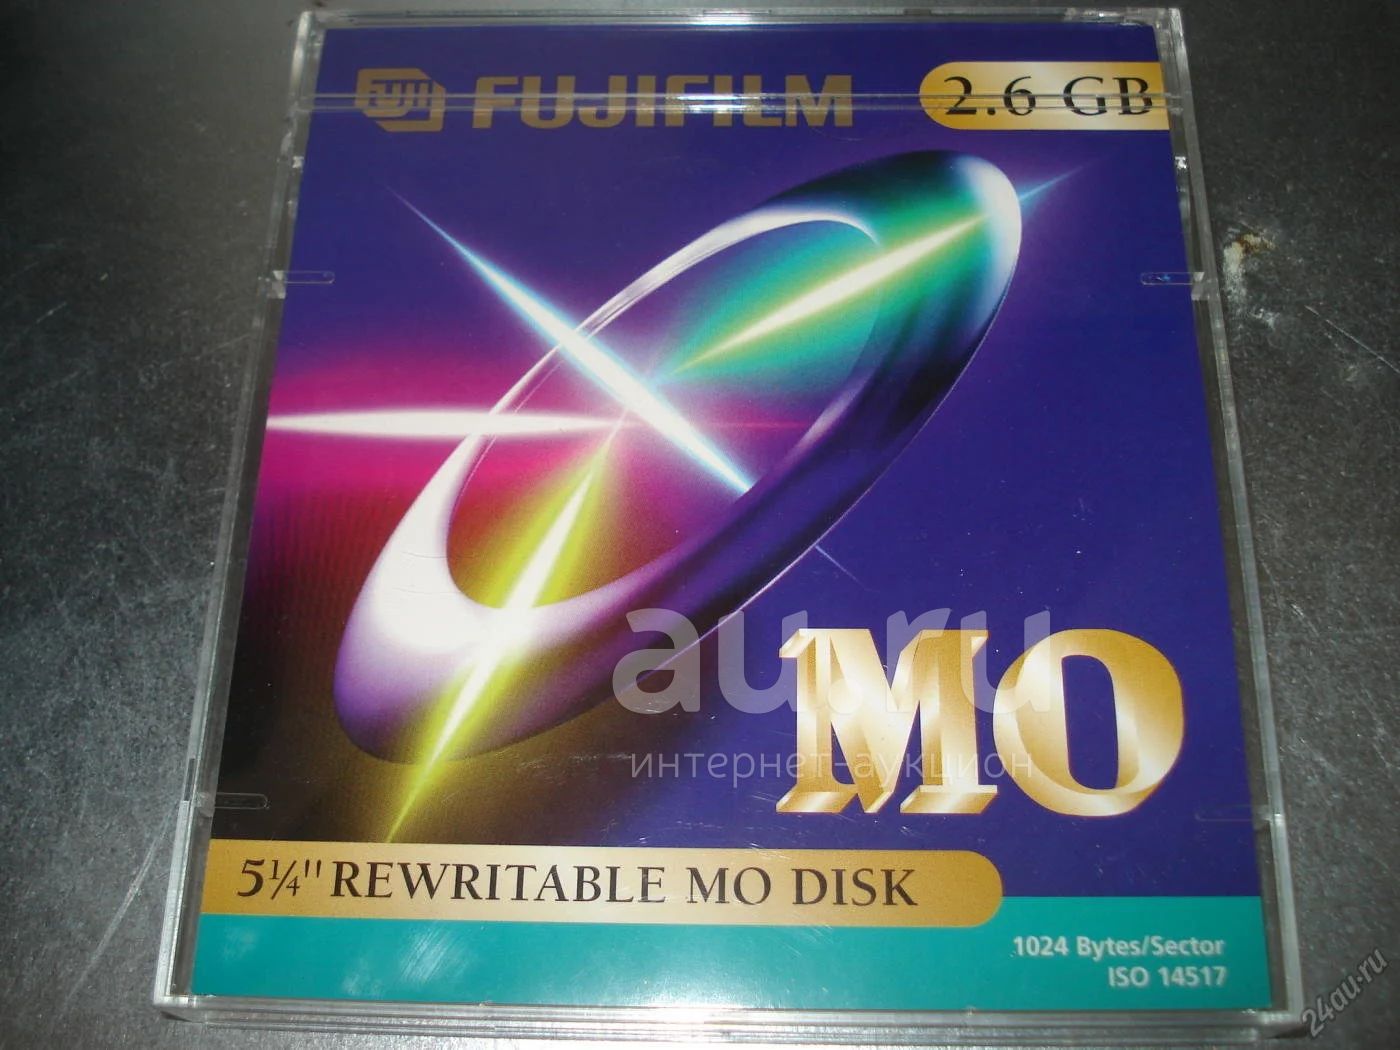 FUJI FUJIFILM
2.6 GB
au.ru
MO
интернет-аукцион
5¼" REWRITABLE MO DISK
1024 Bytes/Sector
ISO 14517
24au.ru